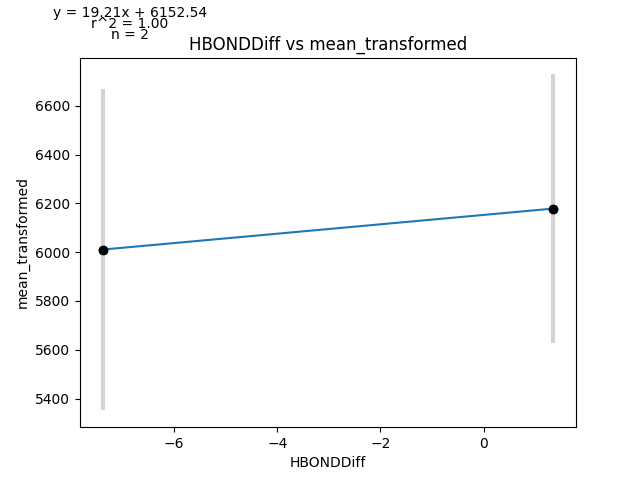 y = 19.21x + 6152.54
r^2 = 1.00
n = 2
HBONDDiff vs mean_transformed
6600
6400
6200
6000
5800
5600
5400
mean_transformed
−6
−4
−2
0
HBONDDiff